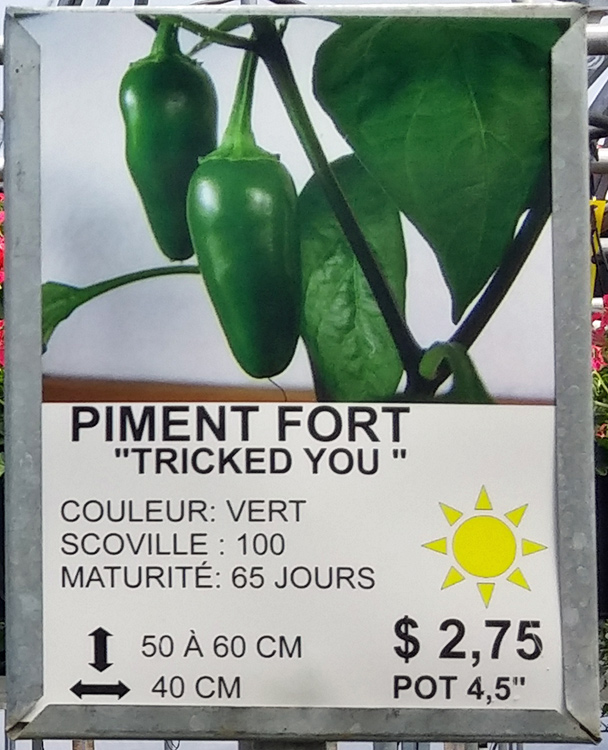 PIMENT FORT
"TRICKED YOU "
COULEUR: VERT
SCOVILLE : 100
MATURITÉ: 65 JOURS
50 À 60 CM
40 CM
$ 2,75
POT 4,5"